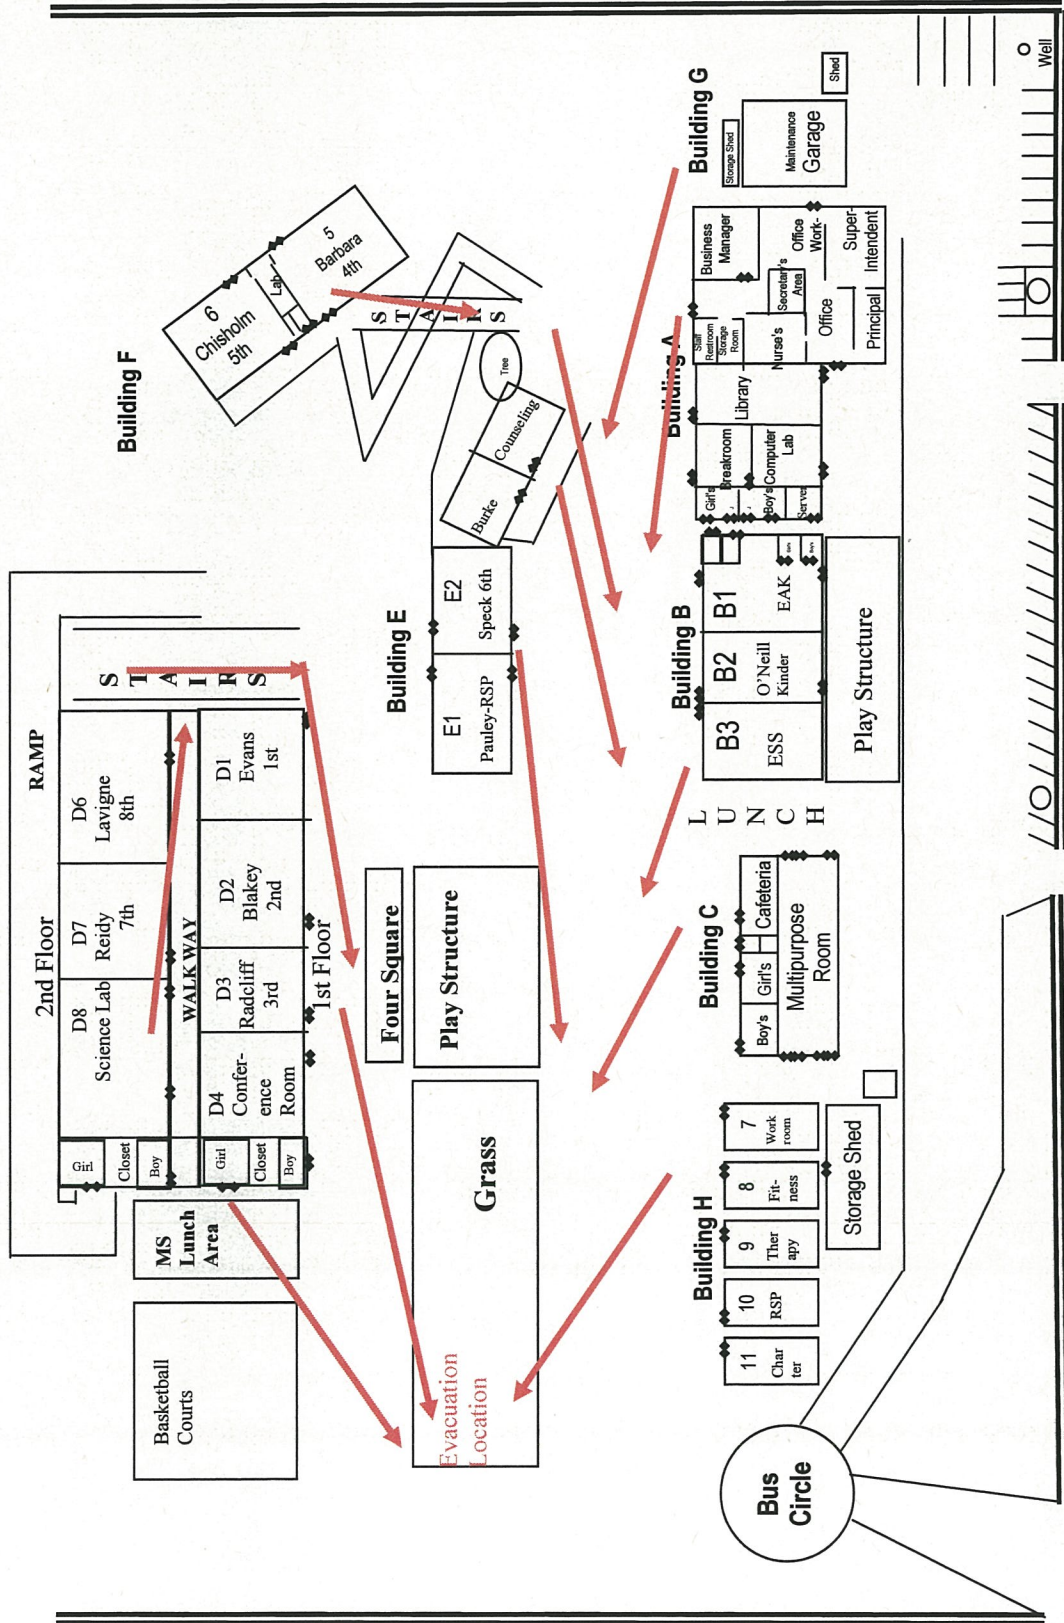 2nd Floor
RAMP
D8
Science Lab
D7
Reidy
7th
D6
Lavigne
8th
Girl
Closet
Boy
WALKWAY
STAIRS
Girl
Closet
Boy
D4
Confer-
ence
Room
D3
Radcliff
3rd
D2
Blakey
2nd
D1
Evans
1st
1st Floor
MS
Lunch
Area
Basketball
Courts
Four Square
Play Structure
Grass
Evacuation
Location
Building F
6
Chisholm
5th
Lab
5
Barbara
4th
STAIRS
Tree
Burke
Counseling
Building E
E1
Pauley-RSP
E2
Speck 6th
Building G
Storage Shed
Maintenance
Garage
Shed
Well
Building A
Girl's
Boy's
Server
Breakroom
Computer
Lab
Library
Staff
Restroom
Storage
Room
Nurse's
Business
Manager
Secretary's
Area
Office
Work-
Office
Principal
Super-
Intendent
Building B
B3
ESS
B2
O'Neill
Kinder
B1
EAK
Play Structure
LUNCH
Building C
Boy's
Girl's
Cafeteria
Multipurpose
Room
Building H
11
Char
ter
10
RSP
9
Ther
apy
8
Fit-
ness
7
Work
room
Storage Shed
Bus
Circle